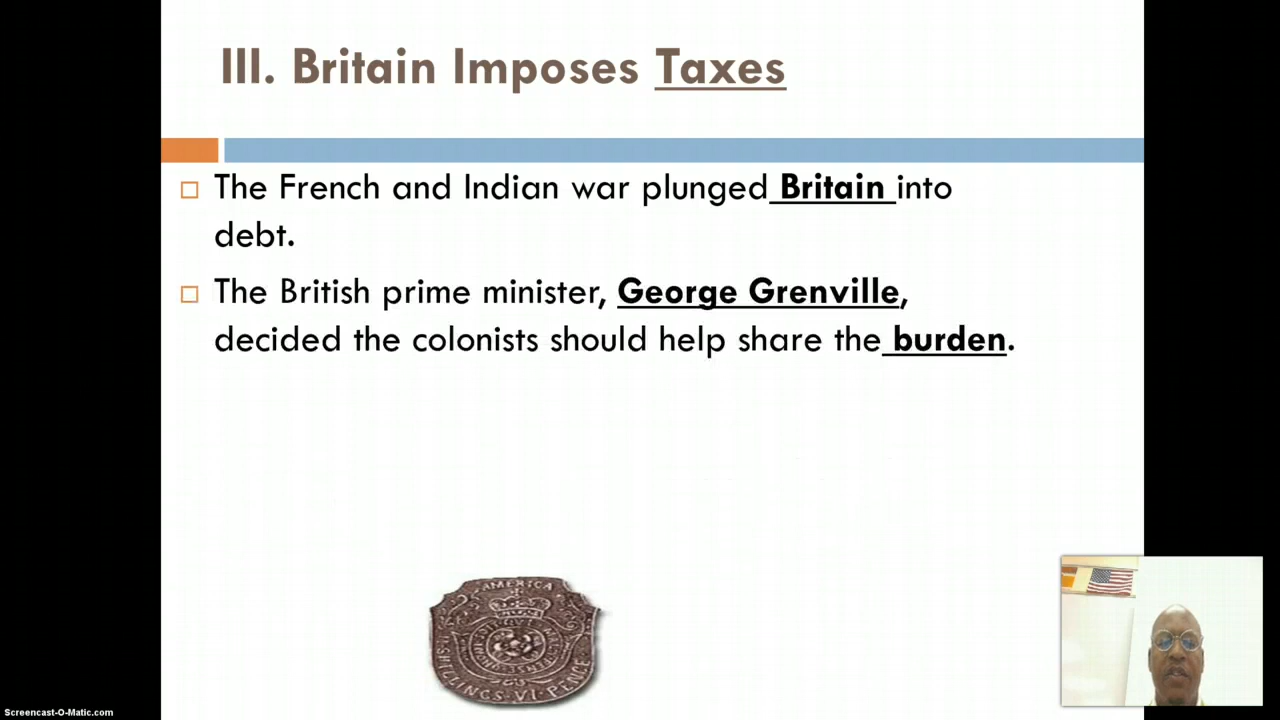 III. Britain Imposes Taxes
The French and Indian war plunged Britain into
debt.
The British prime minister, George Grenville,
decided the colonists should help share the burden.
AMERICA
SHILLINGS·VI·PENCE
Screencast-O-Matic.com